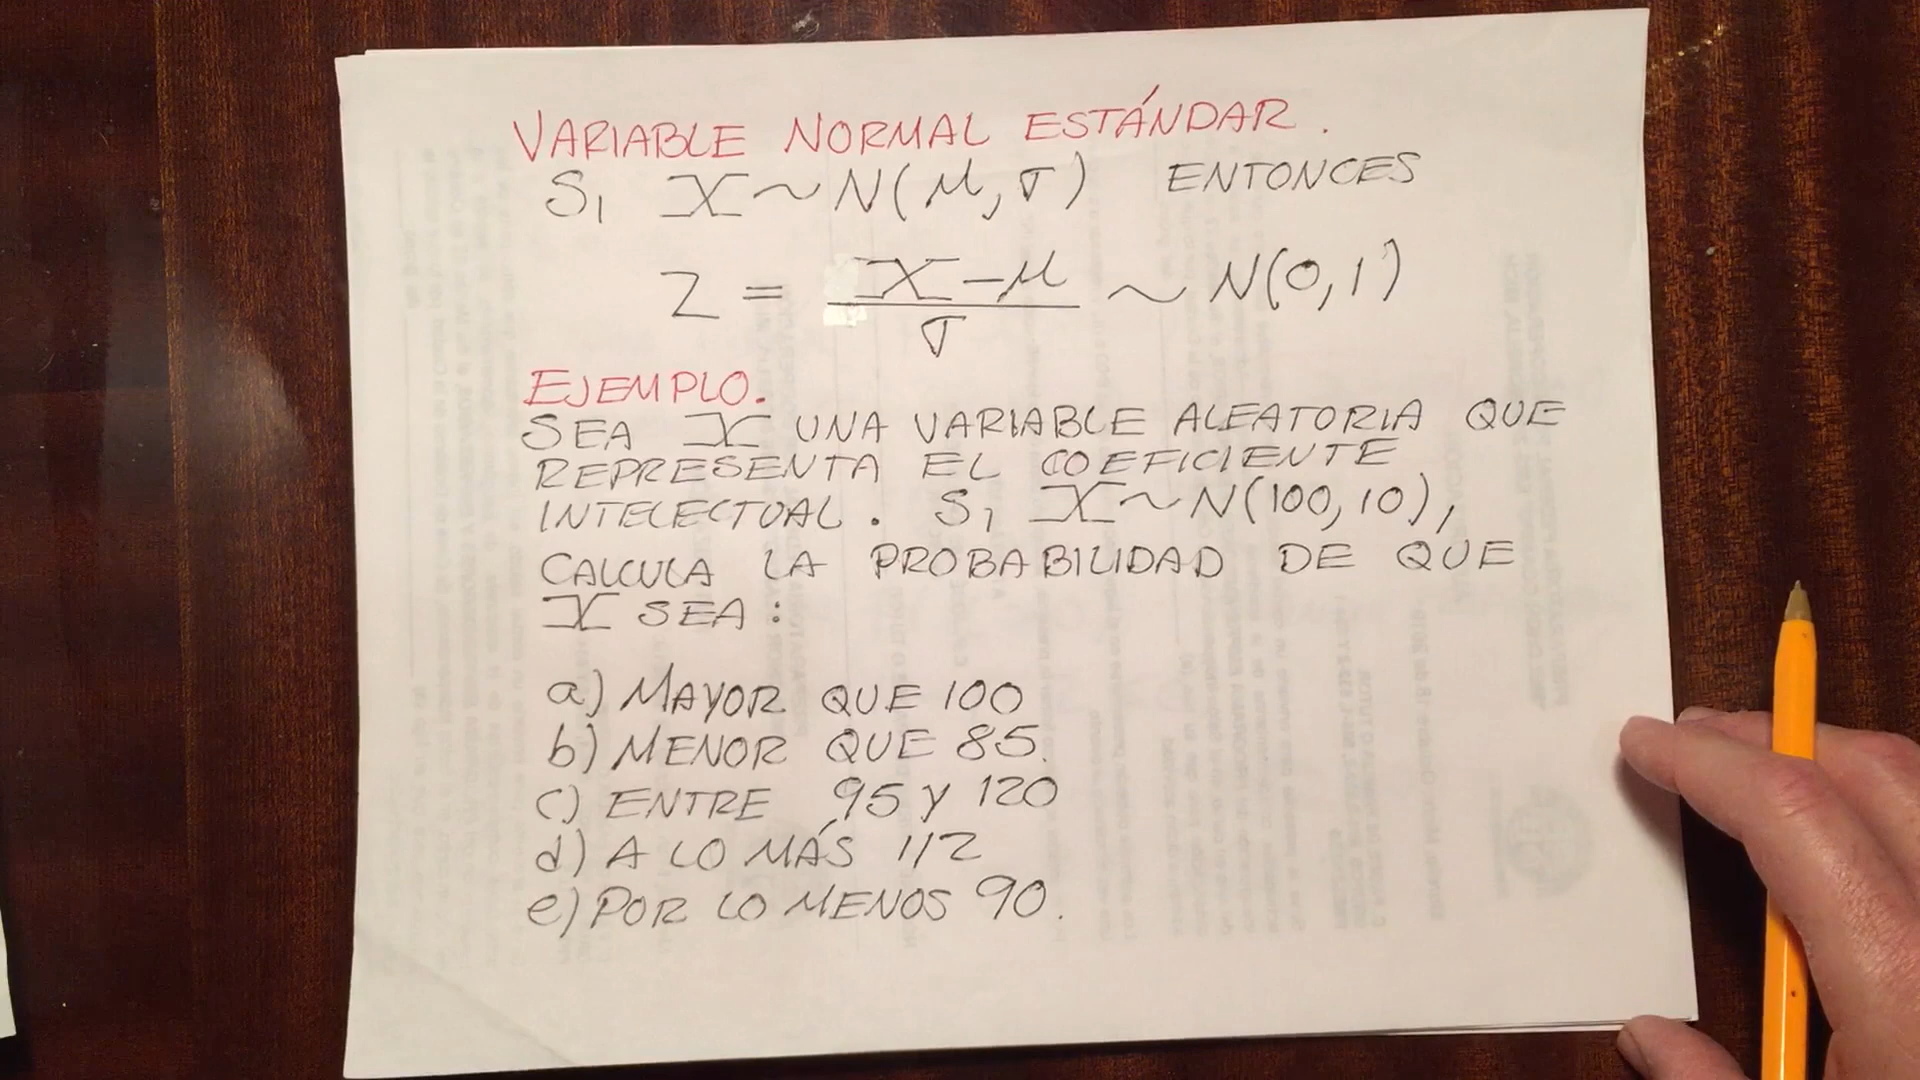 VARIABLE NORMAL ESTÁNDAR.
SI X ~ N(μ, σ) ENTONCES
Z = X - μ / σ ~ N(0, 1)
EJEMPLO.
SEA X UNA VARIABLE ALEATORIA QUE
REPRESENTA EL COEFICIENTE
INTELECTUAL. SI X ~ N(100, 10),
CALCULA LA PROBABILIDAD DE QUE
X SEA:
a) MAYOR QUE 100
b) MENOR QUE 85.
c) ENTRE 95 y 120
d) A LO MÁS 112
e) POR LO MENOS 90.